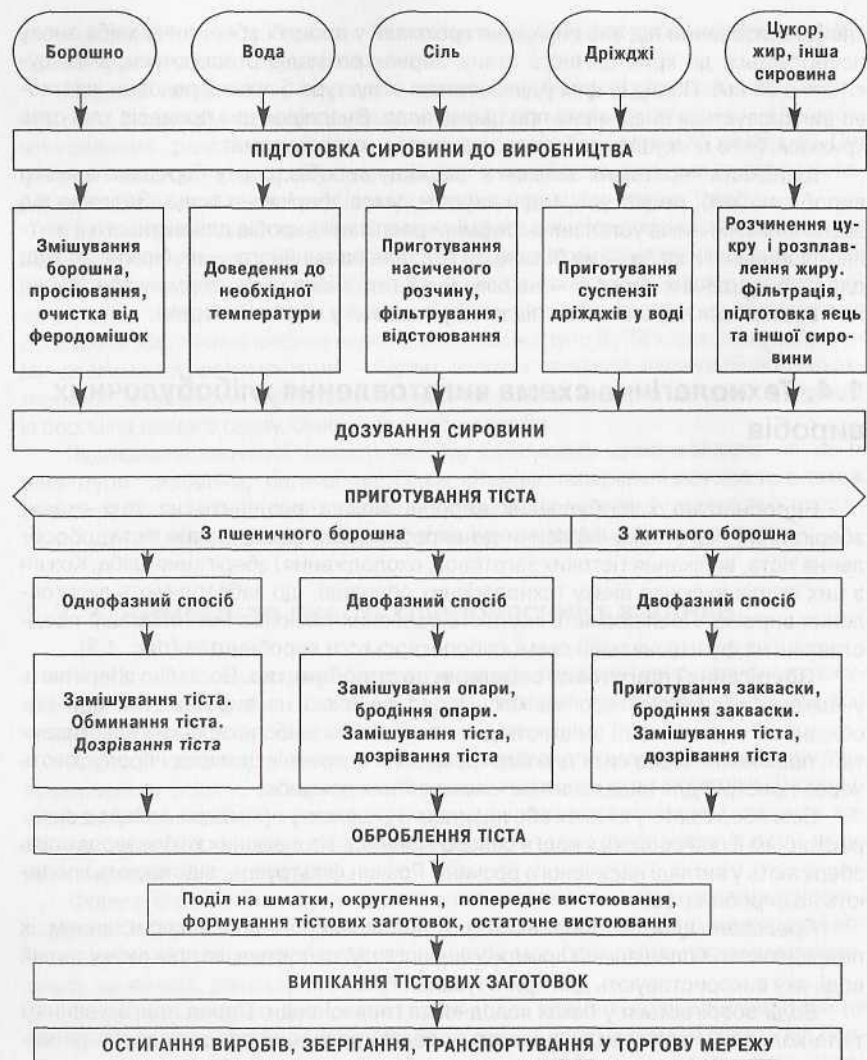 Борошно
Вода
Сіль
Дріжджі
Цукор,
жир, інша
сировина
ПІДГОТОВКА СИРОВИНИ ДО ВИРОБНИЦТВА
Змішування
борошна,
просіювання,
очистка від
феродомішок
Доведення до
необхідної
температури
Приготування
насиченого
розчину,
фільтрування,
відстоювання
Приготування
суспензії
дріжджів у воді
Розчинення цу-
кру і розплав-
лення жиру.
Фільтрація,
підготовка яєць
та іншої сиро-
вини
ДОЗУВАННЯ СИРОВИНИ
ПРИГОТУВАННЯ ТІСТА
З пшеничного борошна
З житнього борошна
Однофазний спосіб
Двофазний спосіб
Двофазний спосіб
Замішування тіста.
Обминання тіста.
Дозрівання тіста
Замішування опари,
бродіння опари.
Замішування тіста,
дозрівання тіста
Приготування закваски,
бродіння закваски.
Замішування тіста,
дозрівання тіста
ОБРОБЛЕННЯ ТІСТА
Поділ на шматки, округлення, попереднє вистоювання,
формування тістових заготовок, остаточне вистоювання
ВИПІКАННЯ ТІСТОВИХ ЗАГОТОВОК
ОСТИГАННЯ ВИРОБІВ, ЗБЕРІГАННЯ, ТРАНСПОРТУВАННЯ У ТОРГОВУ МЕРЕЖУ